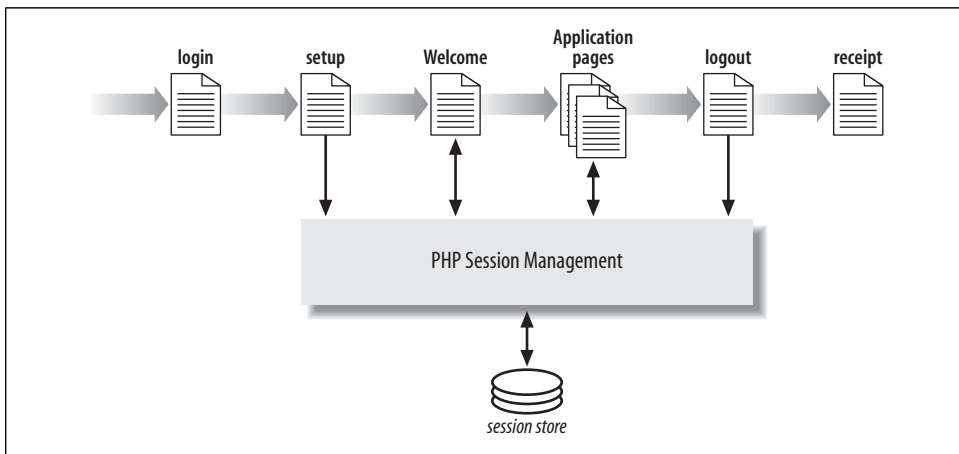 login
setup
Welcome
Application
pages
logout
receipt
PHP Session Management
session store